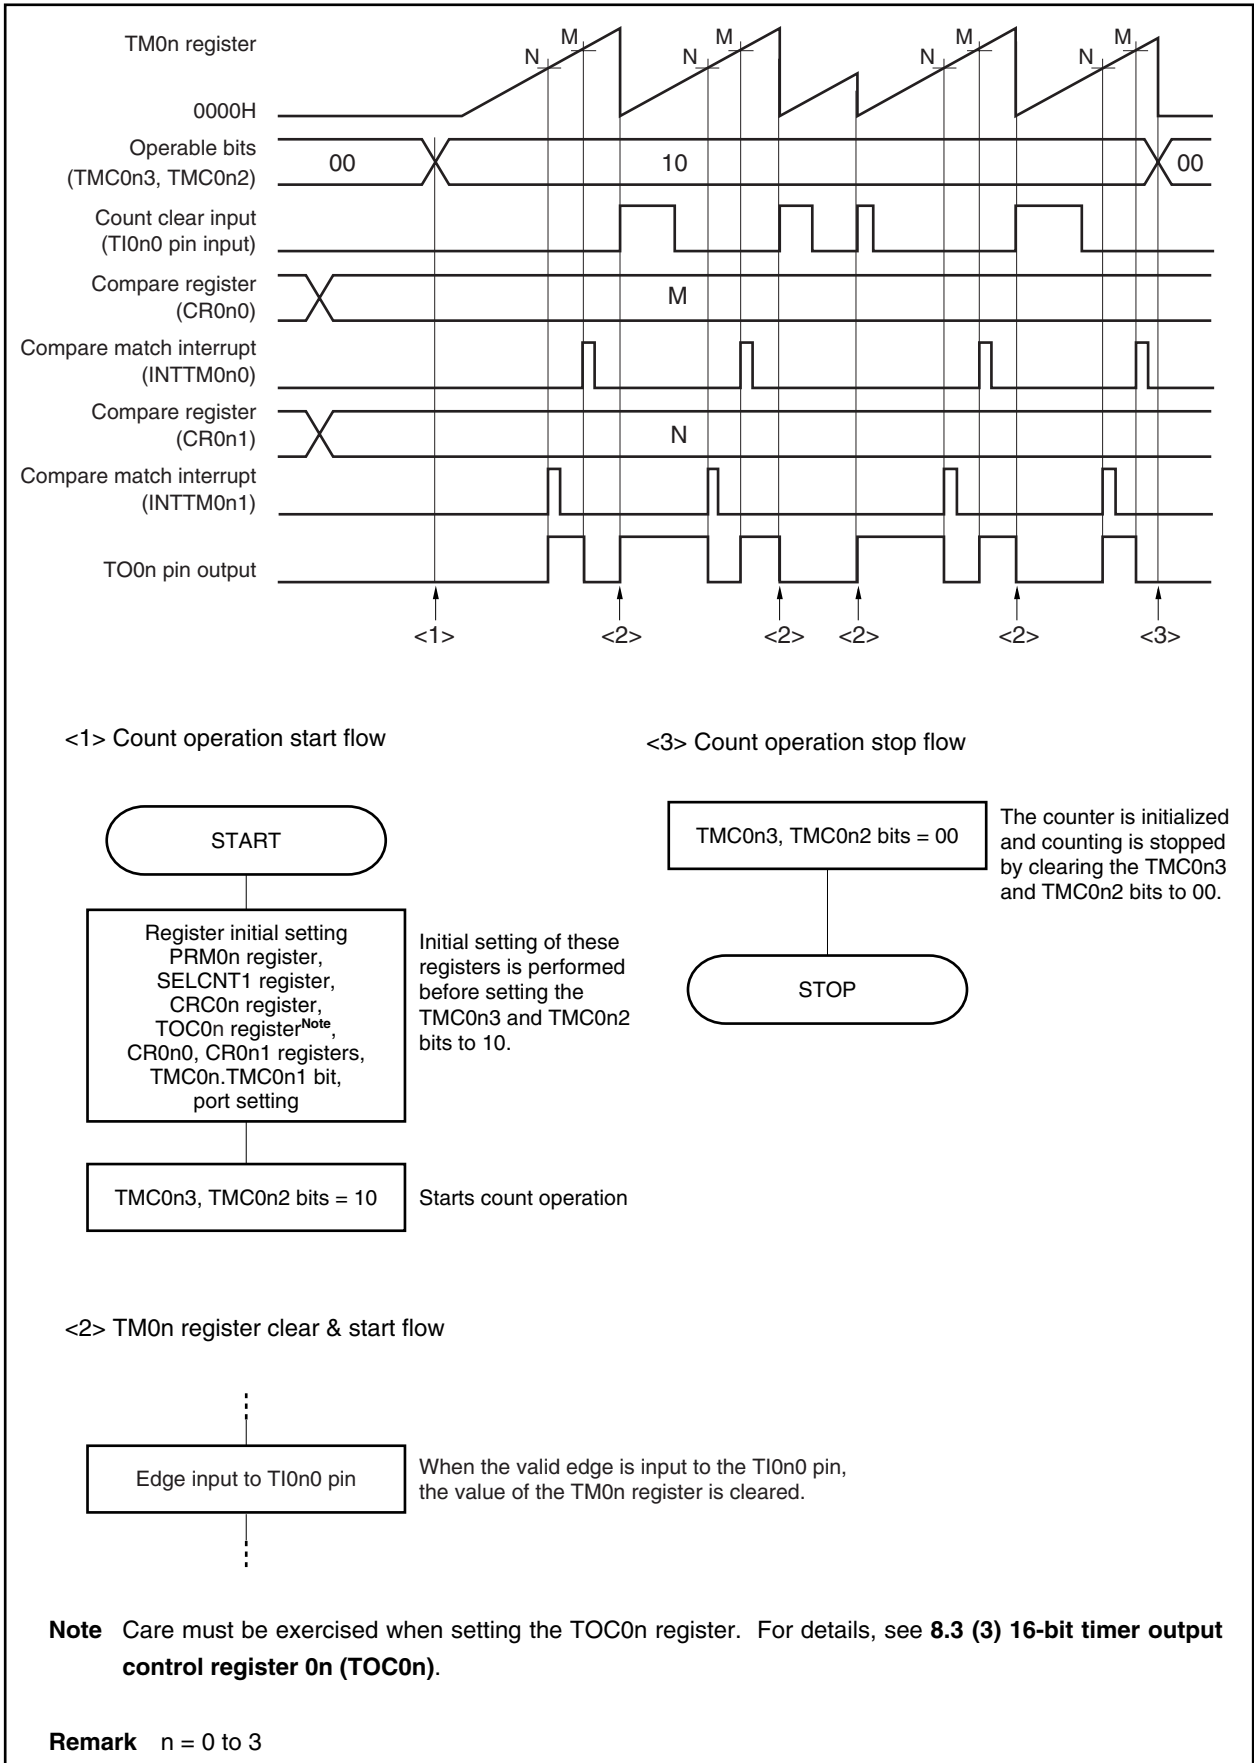 TM0n register
N M N M N M N M
0000H
Operable bits
(TMC0n3, TMC0n2)
00 10 00
Count clear input
(TI0n0 pin input)
Compare register
(CR0n0)
M
Compare match interrupt
(INTTM0n0)
Compare register
(CR0n1)
N
Compare match interrupt
(INTTM0n1)
TO0n pin output
<1> <2> <2> <2> <2> <3>
<1> Count operation start flow
START
Register initial setting
PRM0n register,
SELCNT1 register,
CRC0n register,
TOC0n registerNote,
CR0n0, CR0n1 registers,
TMC0n.TMC0n1 bit,
port setting
Initial setting of these
registers is performed
before setting the
TMC0n3 and TMC0n2
bits to 10.
TMC0n3, TMC0n2 bits = 10
Starts count operation
<3> Count operation stop flow
TMC0n3, TMC0n2 bits = 00
The counter is initialized
and counting is stopped
by clearing the TMC0n3
and TMC0n2 bits to 00.
STOP
<2> TM0n register clear & start flow
Edge input to TI0n0 pin
When the valid edge is input to the TI0n0 pin,
the value of the TM0n register is cleared.
Note Care must be exercised when setting the TOC0n register. For details, see 8.3 (3) 16-bit timer output
control register 0n (TOC0n).
Remark n = 0 to 3